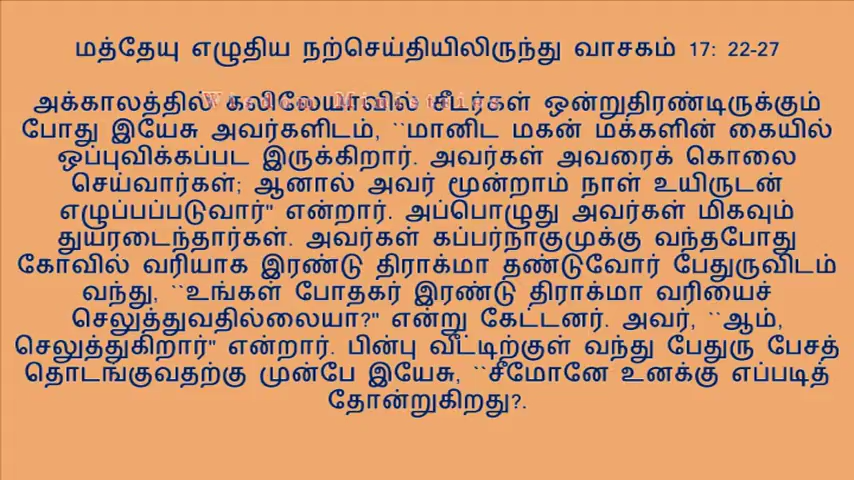 மத்தேயு எழுதிய நற்செய்தியிலிருந்து வாசகம் 17: 22-27
அக்காலத்தில் கலிலேயாவில் சீடர்கள் ஒன்றுதிரண்டிருக்கும்
போது இயேசு அவர்களிடம், ``மானிட மகன் மக்களின் கையில்
ஒப்புவிக்கப்பட இருக்கிறார். அவர்கள் அவரைக் கொலை
செய்வார்கள்; ஆனால் அவர் மூன்றாம் நாள் உயிருடன்
எழுப்பப்படுவார்" என்றார். அப்பொழுது அவர்கள் மிகவும்
துயரடைந்தார்கள். அவர்கள் கப்பர்நாகுமுக்கு வந்தபோது
கோவில் வரியாக இரண்டு திராக்மா தண்டுவோர் பேதுருவிடம்
வந்து, ``உங்கள் போதகர் இரண்டு திராக்மா வரியைச்
செலுத்துவதில்லையா?" என்று கேட்டனர். அவர், ``ஆம்,
செலுத்துகிறார்" என்றார். பின்பு வீட்டிற்குள் வந்து பேதுரு பேசத்
தொடங்குவதற்கு முன்பே இயேசு, ``சீமோனே உனக்கு எப்படித்
தோன்றுகிறது?.